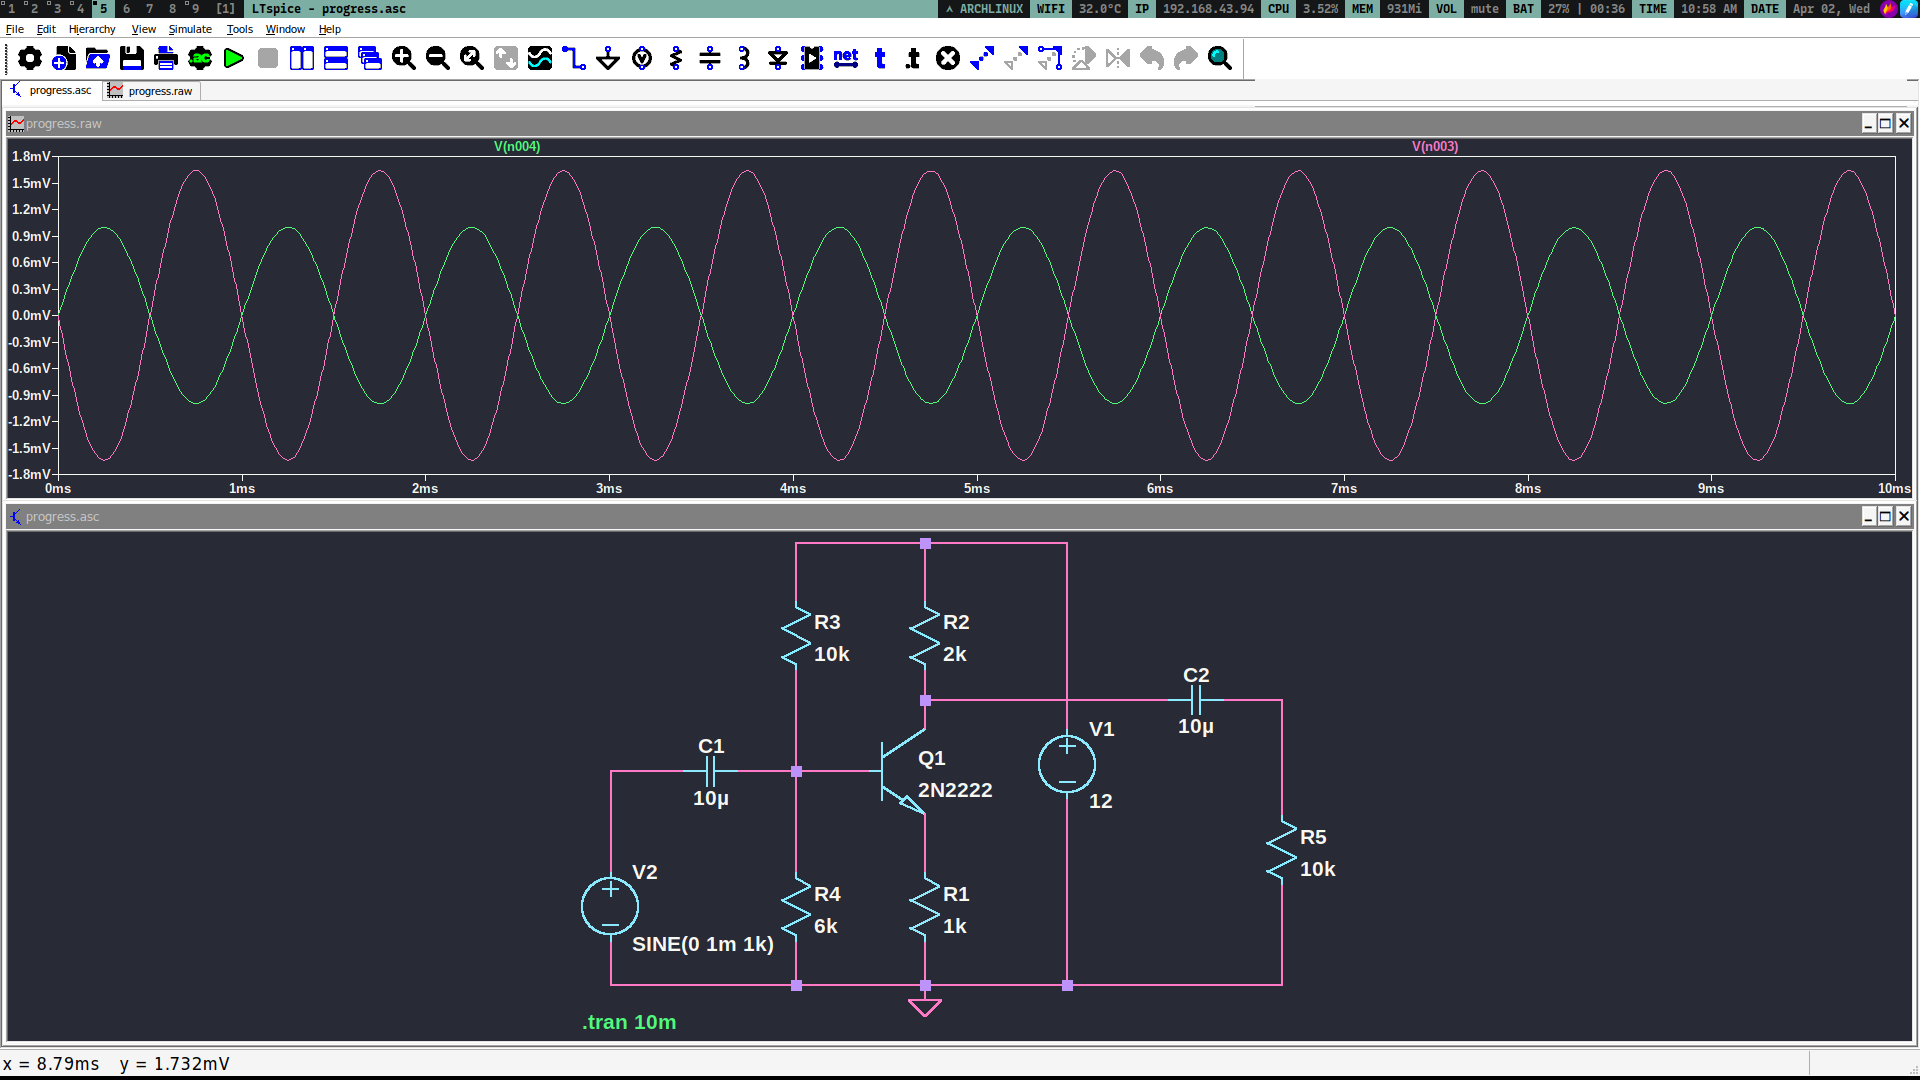 1 2 3 4 5 6 7 8 9 [1] LTspice - progress.asc ARCHLINUX WIFI 32.0°C IP 192.168.43.94 CPU 3.52% MEM 931Mi VOL mute BAT 27% | 00:36 TIME 10:58 AM DATE Apr 02, Wed
File Edit Hierarchy View Simulate Tools Window Help
.ac net t .t
progress.asc progress.raw
progress.raw
V(n004) V(n003)
1.8mV
1.5mV
1.2mV
0.9mV
0.6mV
0.3mV
0.0mV
-0.3mV
-0.6mV
-0.9mV
-1.2mV
-1.5mV
-1.8mV
0ms 1ms 2ms 3ms 4ms 5ms 6ms 7ms 8ms 9ms 10ms
progress.asc
R3
10k
R2
2k
C2
10µ
V1
12
C1
10µ
Q1
2N2222
R5
10k
V2
SINE(0 1m 1k)
R4
6k
R1
1k
.tran 10m
x = 8.79ms y = 1.732mV